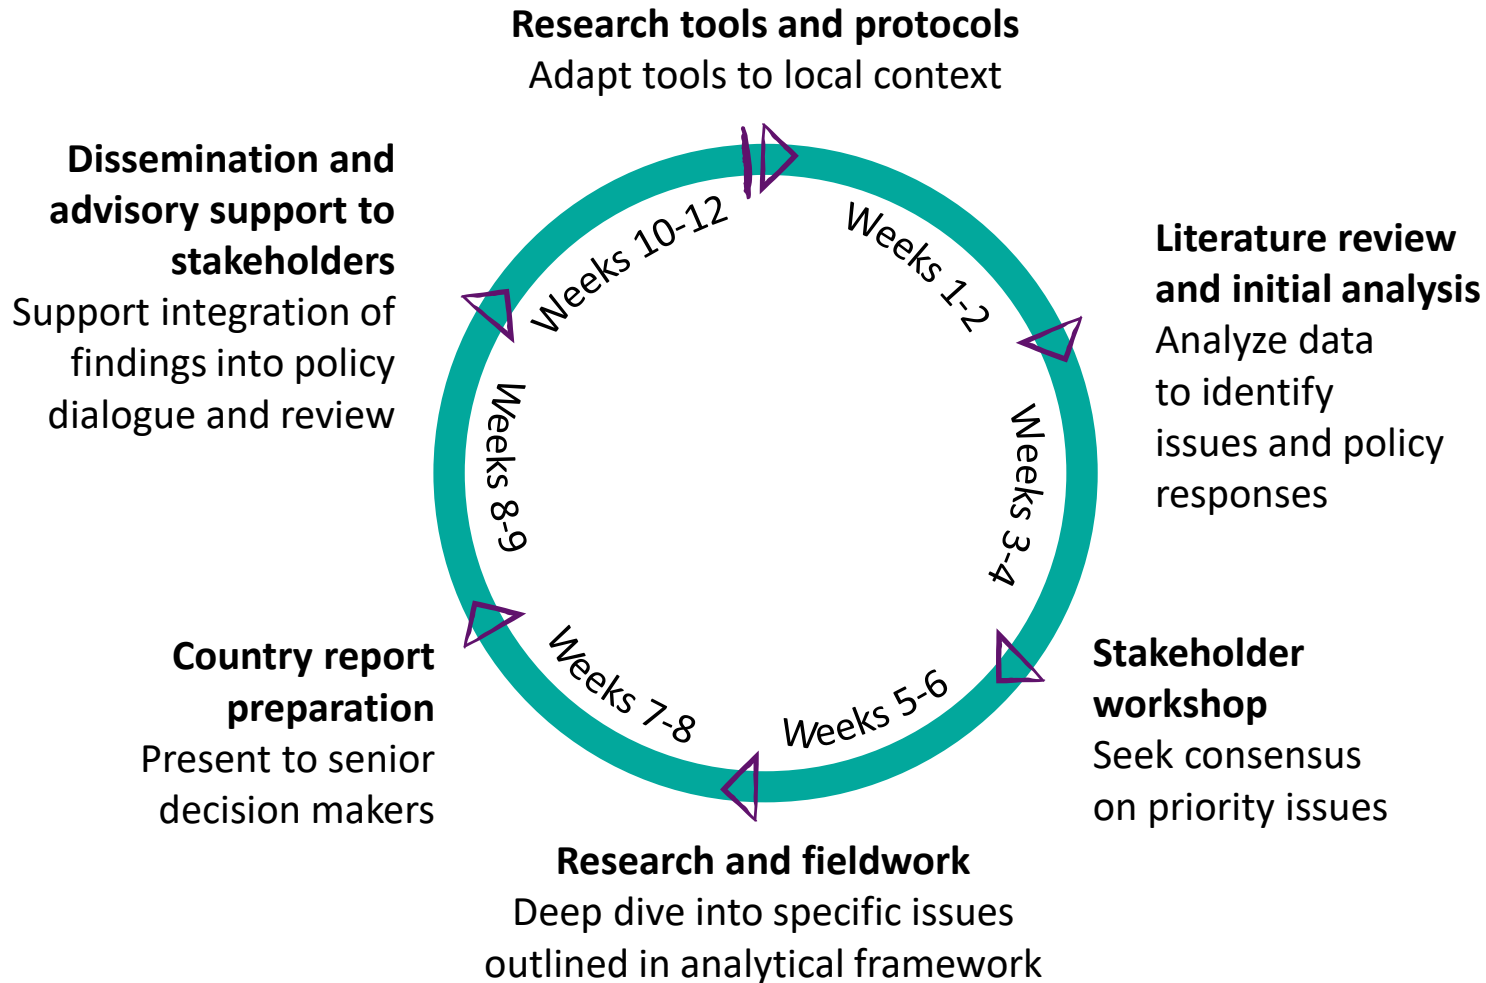 Research tools and protocols
Adapt tools to local context
Weeks 1-2
Literature review
and initial analysis
Analyze data
to identify
issues and policy
responses
Weeks 3-4
Stakeholder
workshop
Seek consensus
on priority issues
Weeks 5-6
Research and fieldwork
Deep dive into specific issues
outlined in analytical framework
Weeks 7-8
Country report
preparation
Present to senior
decision makers
Weeks 8-9
Dissemination and
advisory support to
stakeholders
Support integration of
findings into policy
dialogue and review
Weeks 10-12